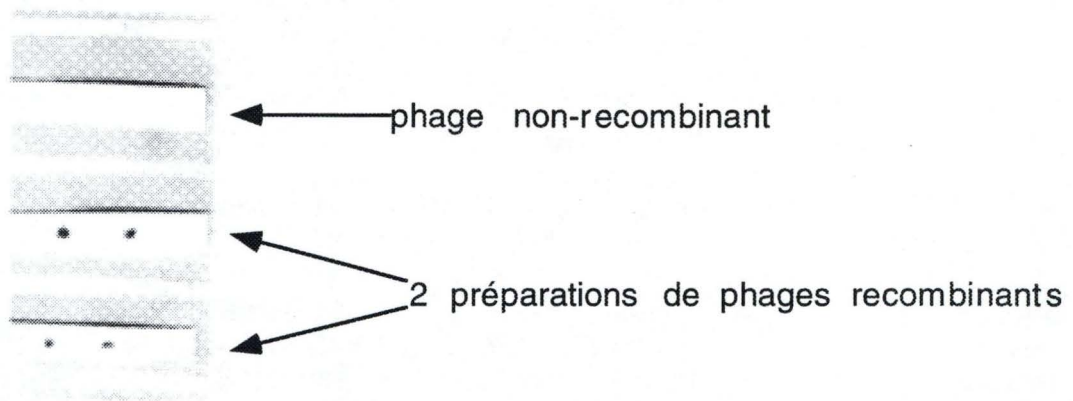 phage non-recombinant
2 préparations de phages recombinants